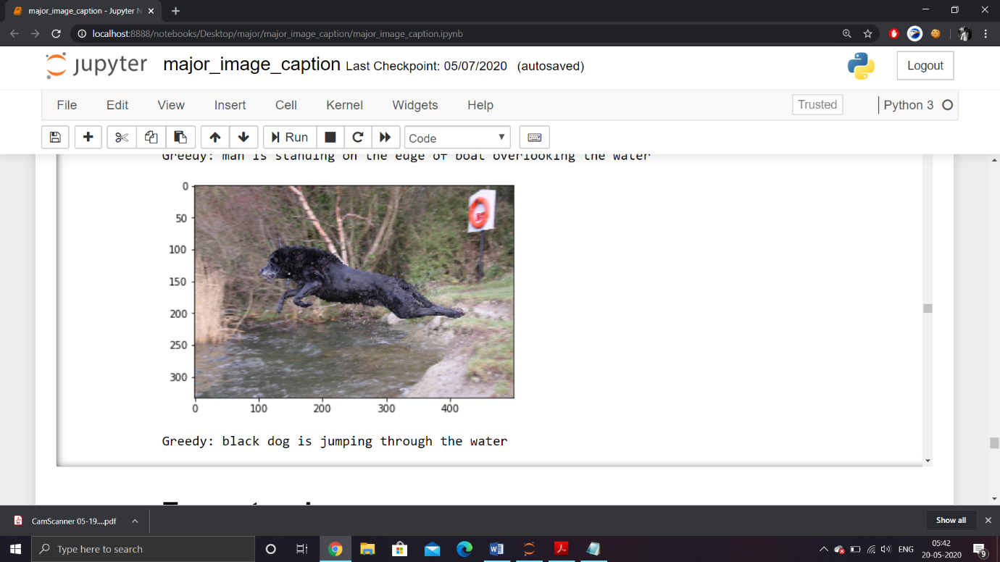 major_image_caption - Jupyter N
localhost:8888/notebooks/Desktop/major/major_image_caption/major_image_caption.ipynb
jupyter major_image_caption Last Checkpoint: 05/07/2020 (autosaved)
Logout
File Edit View Insert Cell Kernel Widgets Help
Trusted Python 3
Run Code
Greedy: man is standing on the edge of boat overlooking the water
0
50
100
150
200
250
300
0 100 200 300 400
Greedy: black dog is jumping through the water
CamScanner 05-19....pdf
Show all
Type here to search
ENG
05:42
20-05-2020
9